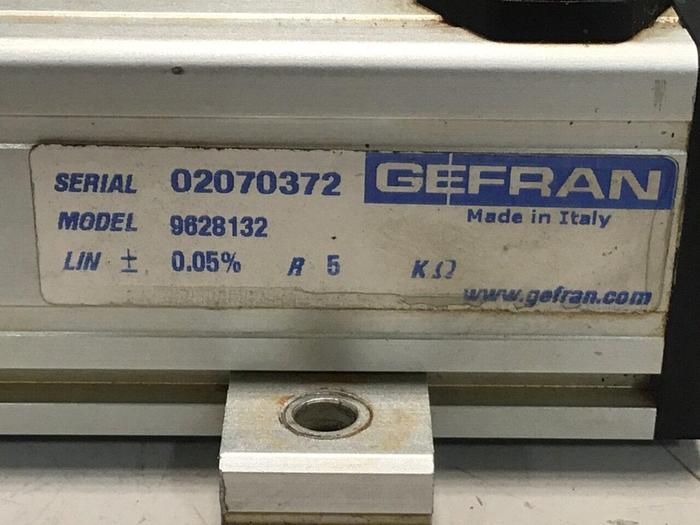 SERIAL 02070372 GEFRAN
Made in Italy
MODEL 9628132
LIN ± 0.05% R 5 KΩ
www.gefran.com